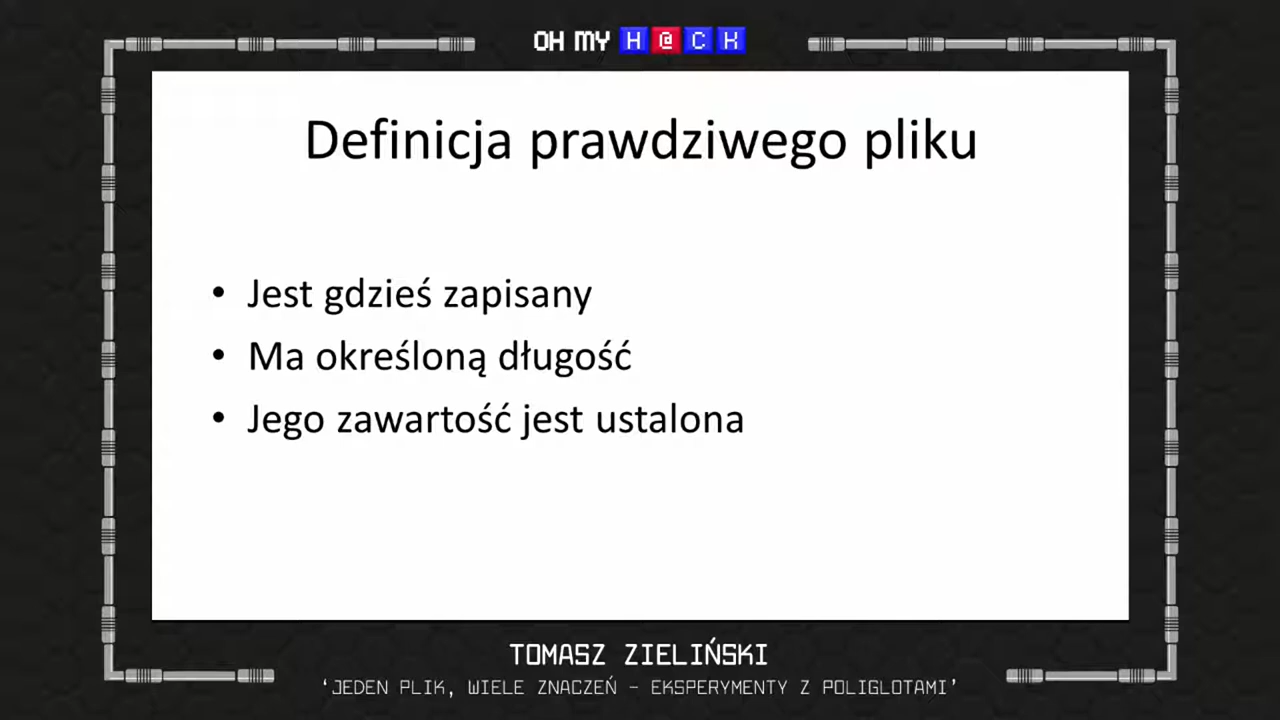 OH MY H@CK
Definicja prawdziwego pliku
• Jest gdzieś zapisany
• Ma określoną długość
• Jego zawartość jest ustalona
TOMASZ ZIELIŃSKI
‘JEDEN PLIK, WIELE ZNACZEŃ – EKSPERYMENTY Z POLIGLOTAMI’